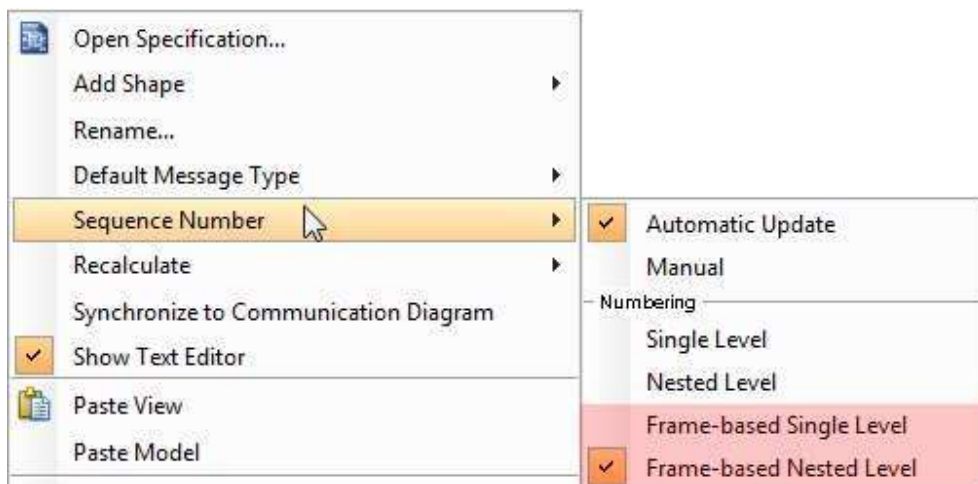 Open Specification...
Add Shape
Rename...
Default Message Type
Sequence Number
Recalculate
Synchronize to Communication Diagram
Show Text Editor
Paste View
Paste Model
Automatic Update
Manual
Numbering
Single Level
Nested Level
Frame-based Single Level
Frame-based Nested Level